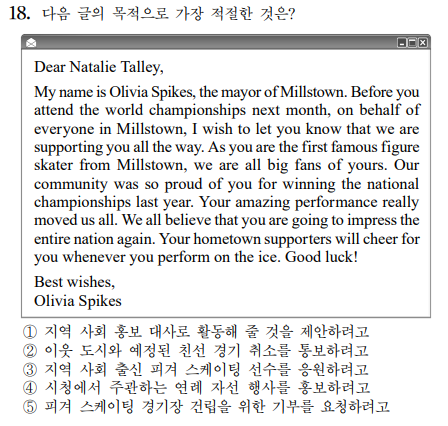 18. 다음 글의 목적으로 가장 적절한 것은?
Dear Natalie Talley,
My name is Olivia Spikes, the mayor of Millstown. Before you
attend the world championships next month, on behalf of
everyone in Millstown, I wish to let you know that we are
supporting you all the way. As you are the first famous figure
skater from Millstown, we are all big fans of yours. Our
community was so proud of you for winning the national
championships last year. Your amazing performance really
moved us all. We all believe that you are going to impress the
entire nation again. Your hometown supporters will cheer for
you whenever you perform on the ice. Good luck!
Best wishes,
Olivia Spikes
① 지역 사회 홍보 대사로 활동해 줄 것을 제안하려고
② 이웃 도시와 예정된 친선 경기 취소를 통보하려고
③ 지역 사회 출신 피겨 스케이팅 선수를 응원하려고
④ 시청에서 주관하는 연례 자선 행사를 홍보하려고
⑤ 피겨 스케이팅 경기장 건립을 위한 기부를 요청하려고